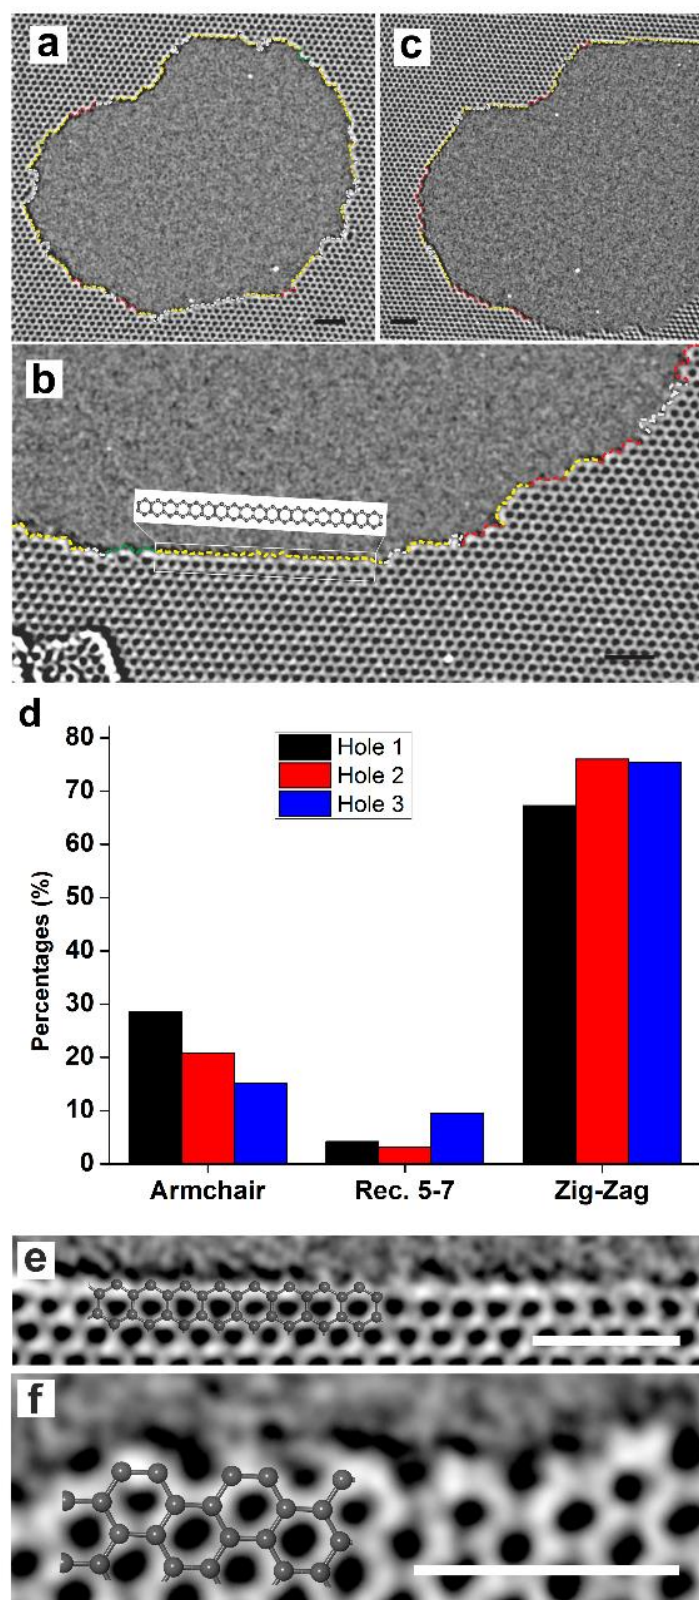 a
c
b
d
80
70
60
50
40
30
20
10
0
Percentages (%)
Hole 1
Hole 2
Hole 3
Armchair Rec. 5-7 Zig-Zag
e
f